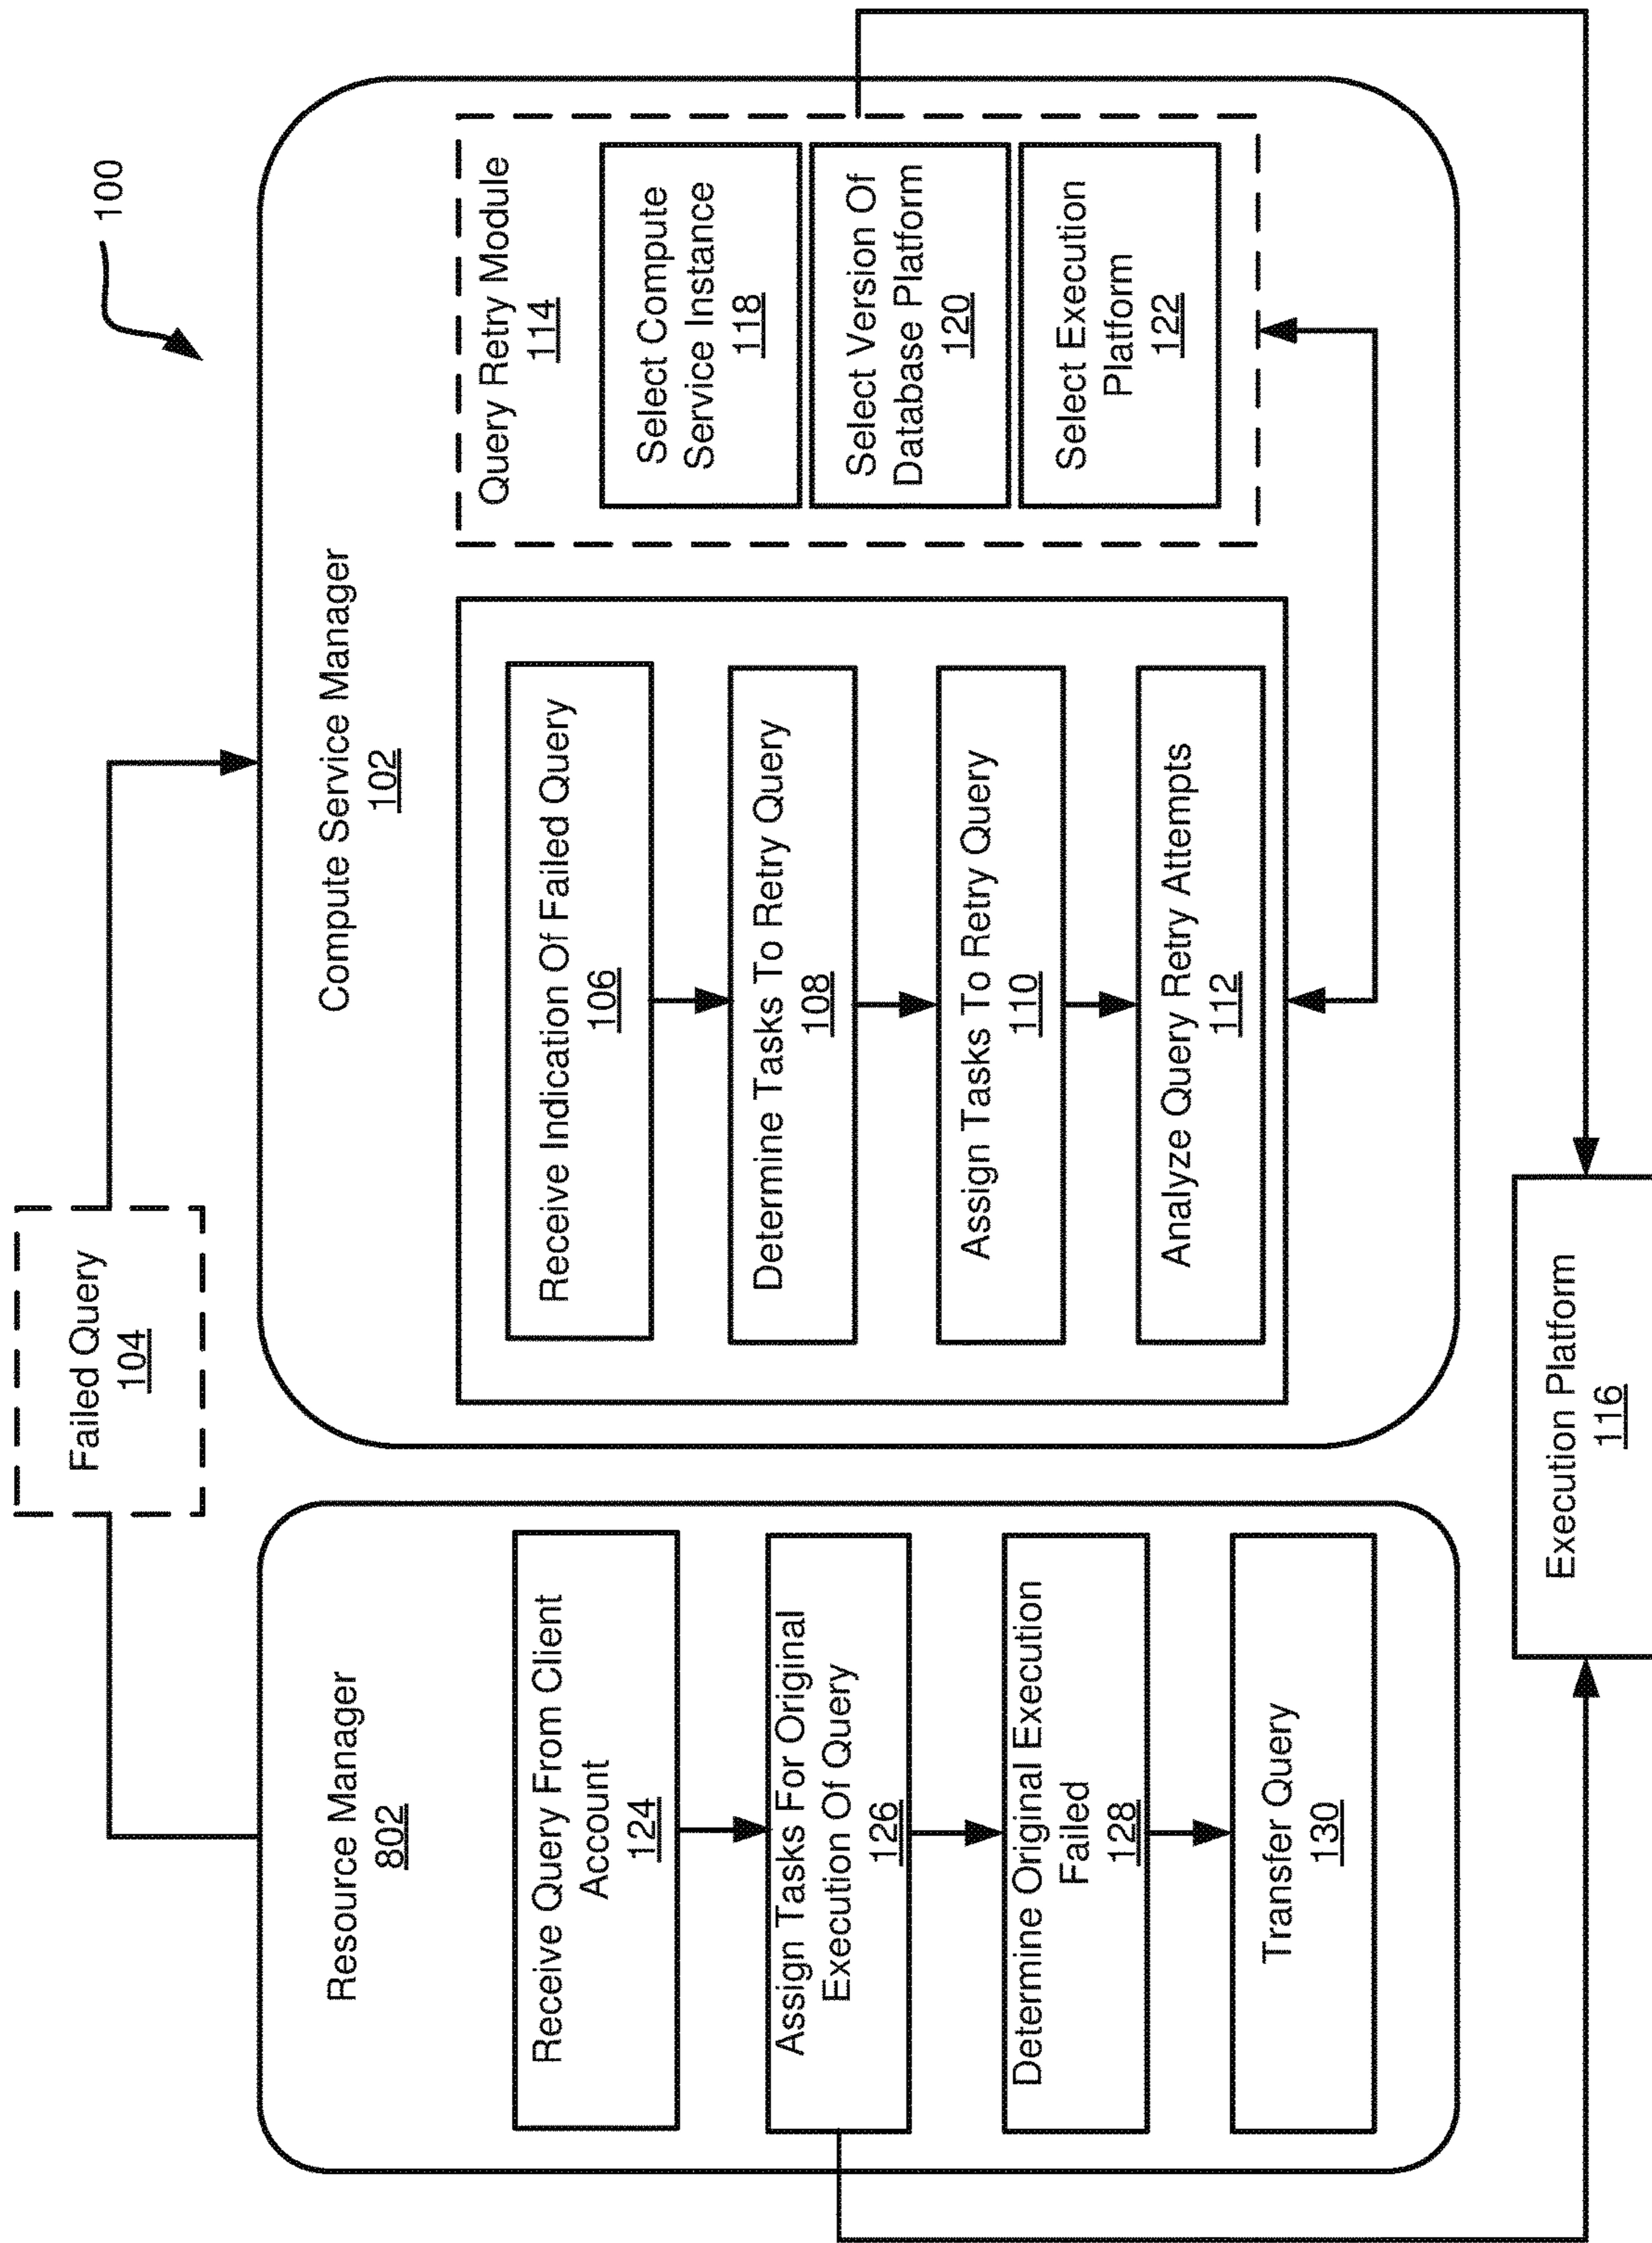 100
Failed Query
104
Resource Manager
802
Receive Query From Client
Account
124
Assign Tasks For Original
Execution Of Query
126
Determine Original Execution
Failed
128
Transfer Query
130
Compute Service Manager
102
Receive Indication Of Failed Query
106
Determine Tasks To Retry Query
108
Assign Tasks To Retry Query
110
Analyze Query Retry Attempts
112
Query Retry Module
114
Select Compute
Service Instance
118
Select Version Of
Database Platform
120
Select Execution
Platform
122
Execution Platform
116